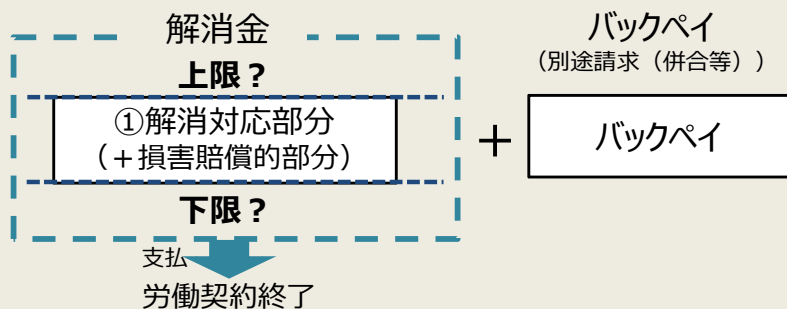 解消金
上限？
①解消対応部分
（＋損害賠償的部分）
下限？
支払
労働契約終了
＋
バックペイ
（別途請求（併合等））
バックペイ